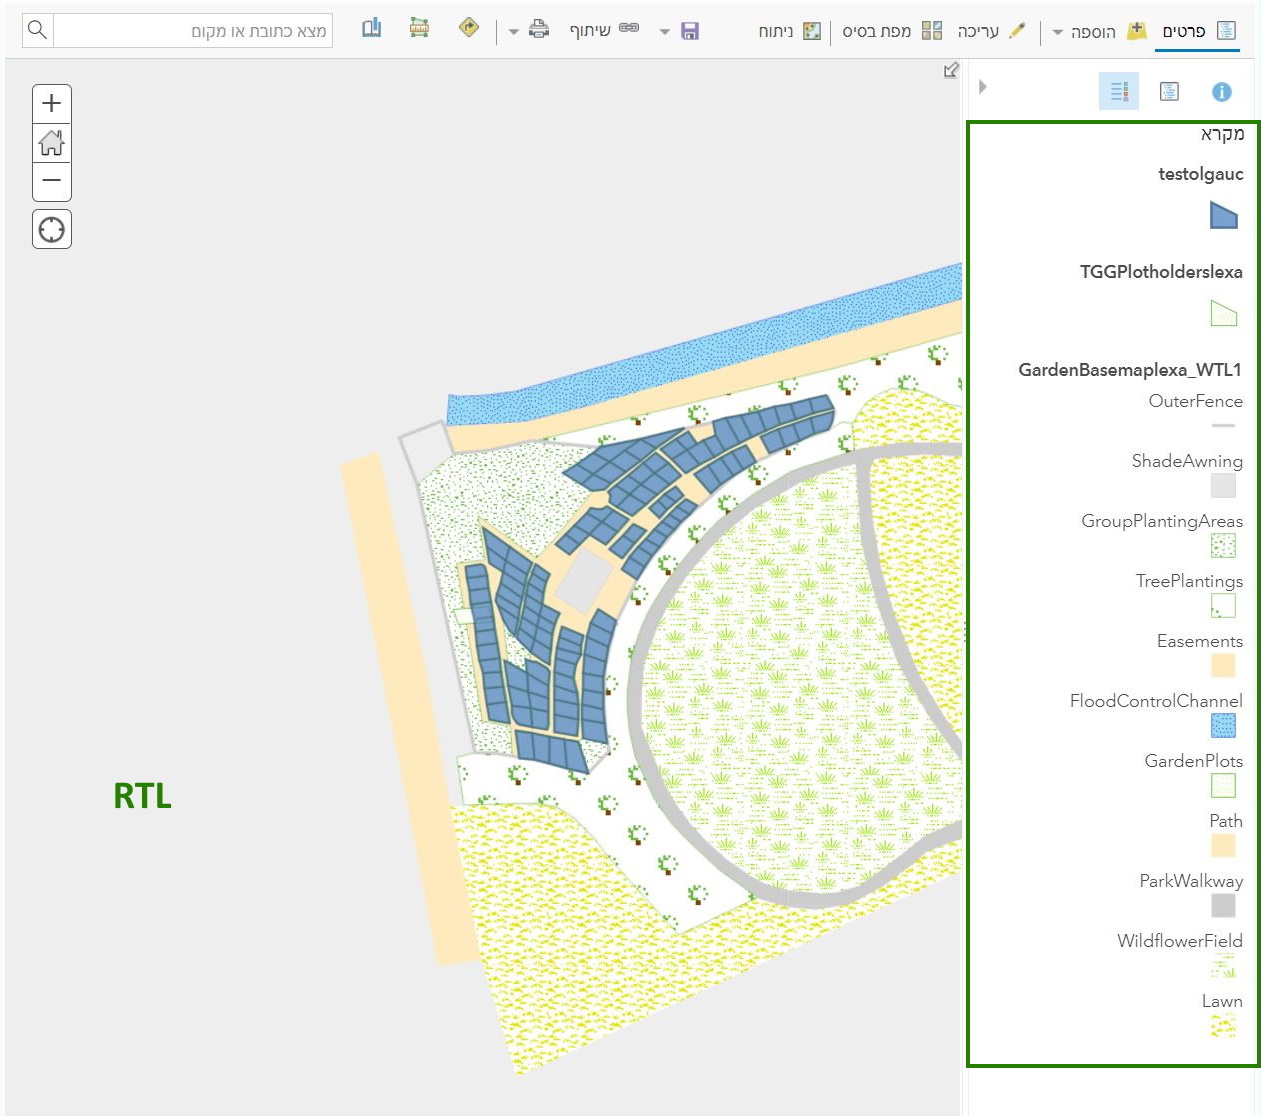 פרטים
הוספה
עריכה
מפת בסיס
ניתוח
שיתוף
מצא כתובת או מקום
מקרא
testolgauc
TGGPlotholderslexa
GardenBasemaplexa_WTL1
OuterFence
ShadeAwning
GroupPlantingAreas
TreePlantings
Easements
FloodControlChannel
GardenPlots
Path
ParkWalkway
WildflowerField
Lawn
RTL